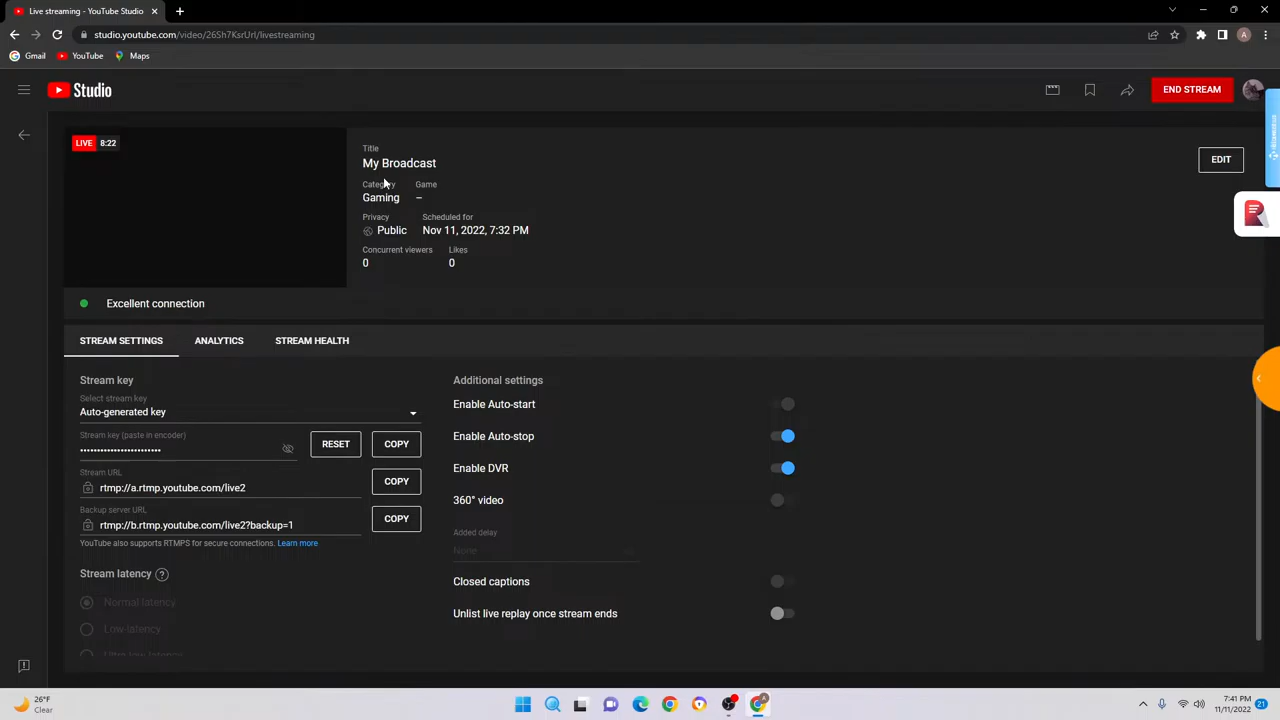 Live streaming - YouTube Studio
studio.youtube.com/video/26Sh7KsrUrI/livestreaming
A
Gmail YouTube Maps
Studio
END STREAM
LIVE 8:22
Title
My Broadcast
EDIT
Category Game
Gaming –
Privacy Scheduled for
Public Nov 11, 2022, 7:32 PM
Concurrent viewers Likes
0 0
Excellent connection
STREAM SETTINGS ANALYTICS STREAM HEALTH
Stream key
Select stream key
Auto-generated key
Stream key (paste in encoder)
•••••••••••••••••••••••• RESET COPY
Stream URL
rtmp://a.rtmp.youtube.com/live2 COPY
Backup server URL
rtmp://b.rtmp.youtube.com/live2?backup=1 COPY
YouTube also supports RTMPS for secure connections. Learn more
Stream latency ?
Normal latency
Low-latency
Ultra low-latency
Additional settings
Enable Auto-start
Enable Auto-stop
Enable DVR
360° video
Added delay
None
Closed captions
Unlist live replay once stream ends
26°F
Clear
7:41 PM
11/11/2022
21